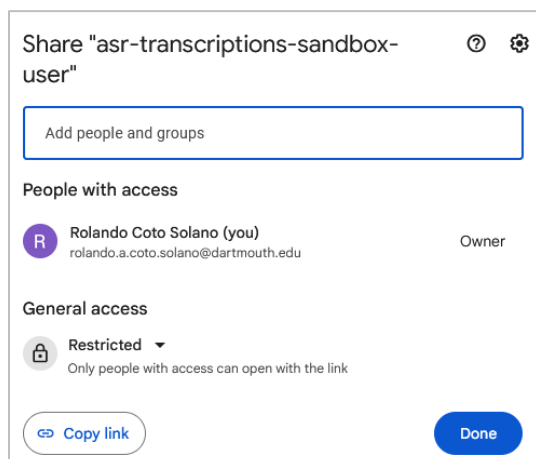 Share "asr-transcriptions-sandbox-
user"
Add people and groups
People with access
R
Rolando Coto Solano (you)
rolando.a.coto.solano@dartmouth.edu
Owner
General access
Restricted
Only people with access can open with the link
Copy link
Done